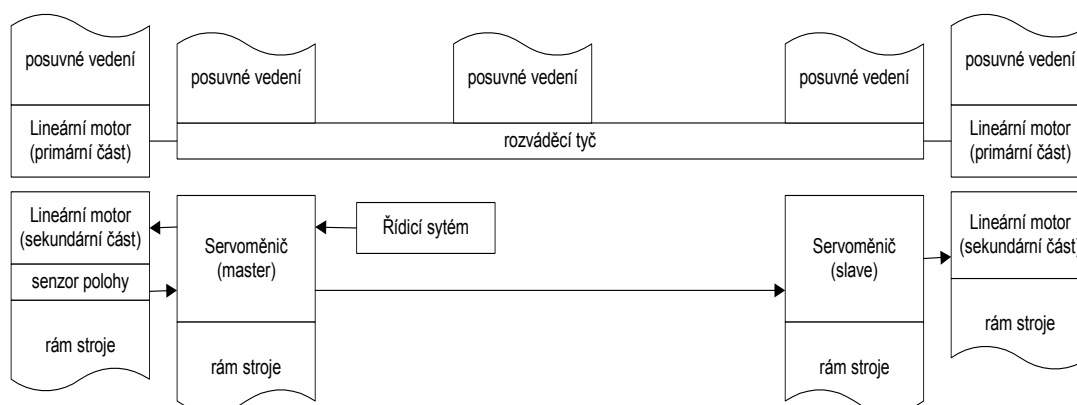 posuvné vedení
posuvné vedení
posuvné vedení
posuvné vedení
posuvné vedení
Lineární motor
(primární část)
rozváděcí tyč
Lineární motor
(primární část)
Lineární motor
(sekundární část)
senzor polohy
rám stroje
Servoměnič
(master)
rám stroje
Řídicí sytém
Servoměnič
(slave)
rám stroje
Lineární motor
(sekundární část)
rám stroje